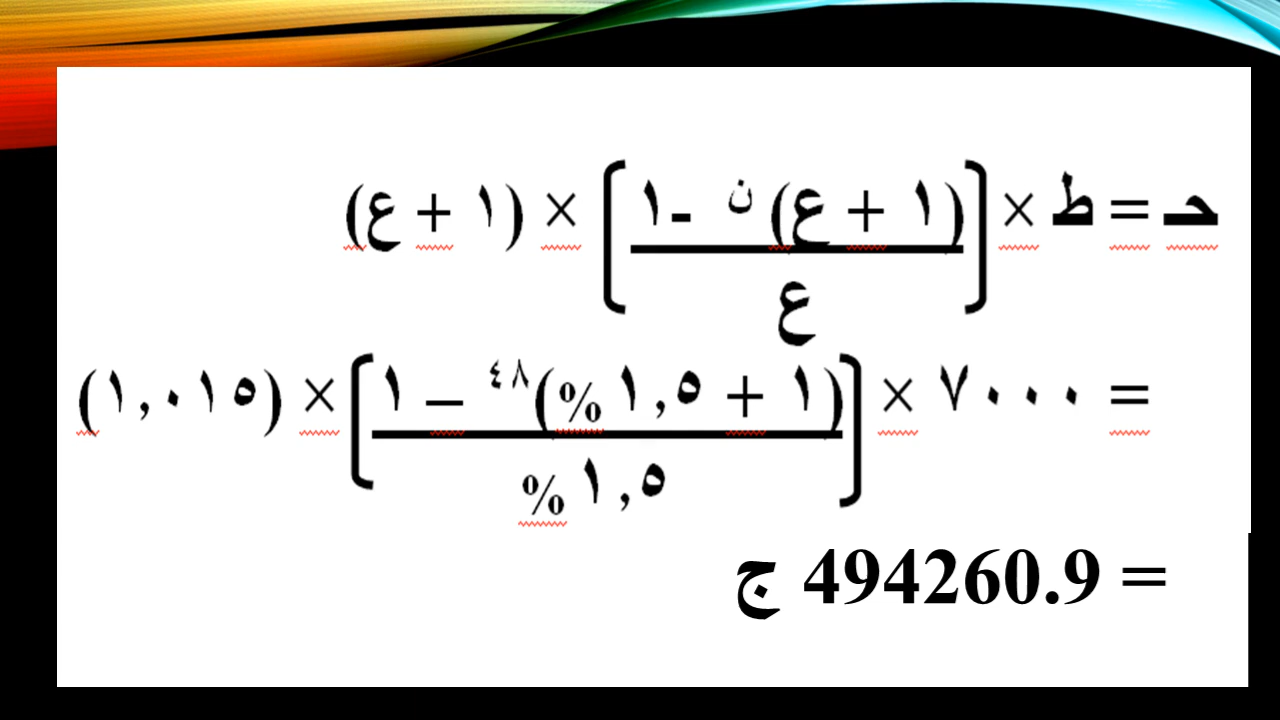 حـ = ط × [ (١ + ع) ن -١ ] × (١ + ع)
ع
= ٧٠٠٠ × [ (١ + ١,٥ %)٤٨ – ١ ] × (١,٠١٥)
١,٥ %
= 494260.9 ج